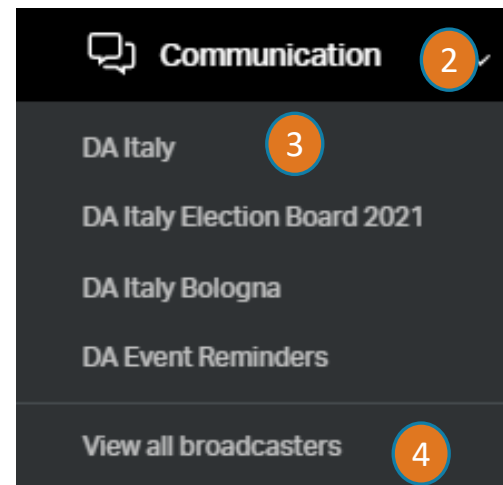 Communication 2
DA Italy 3
DA Italy Election Board 2021
DA Italy Bologna
DA Event Reminders
View all broadcasters 4